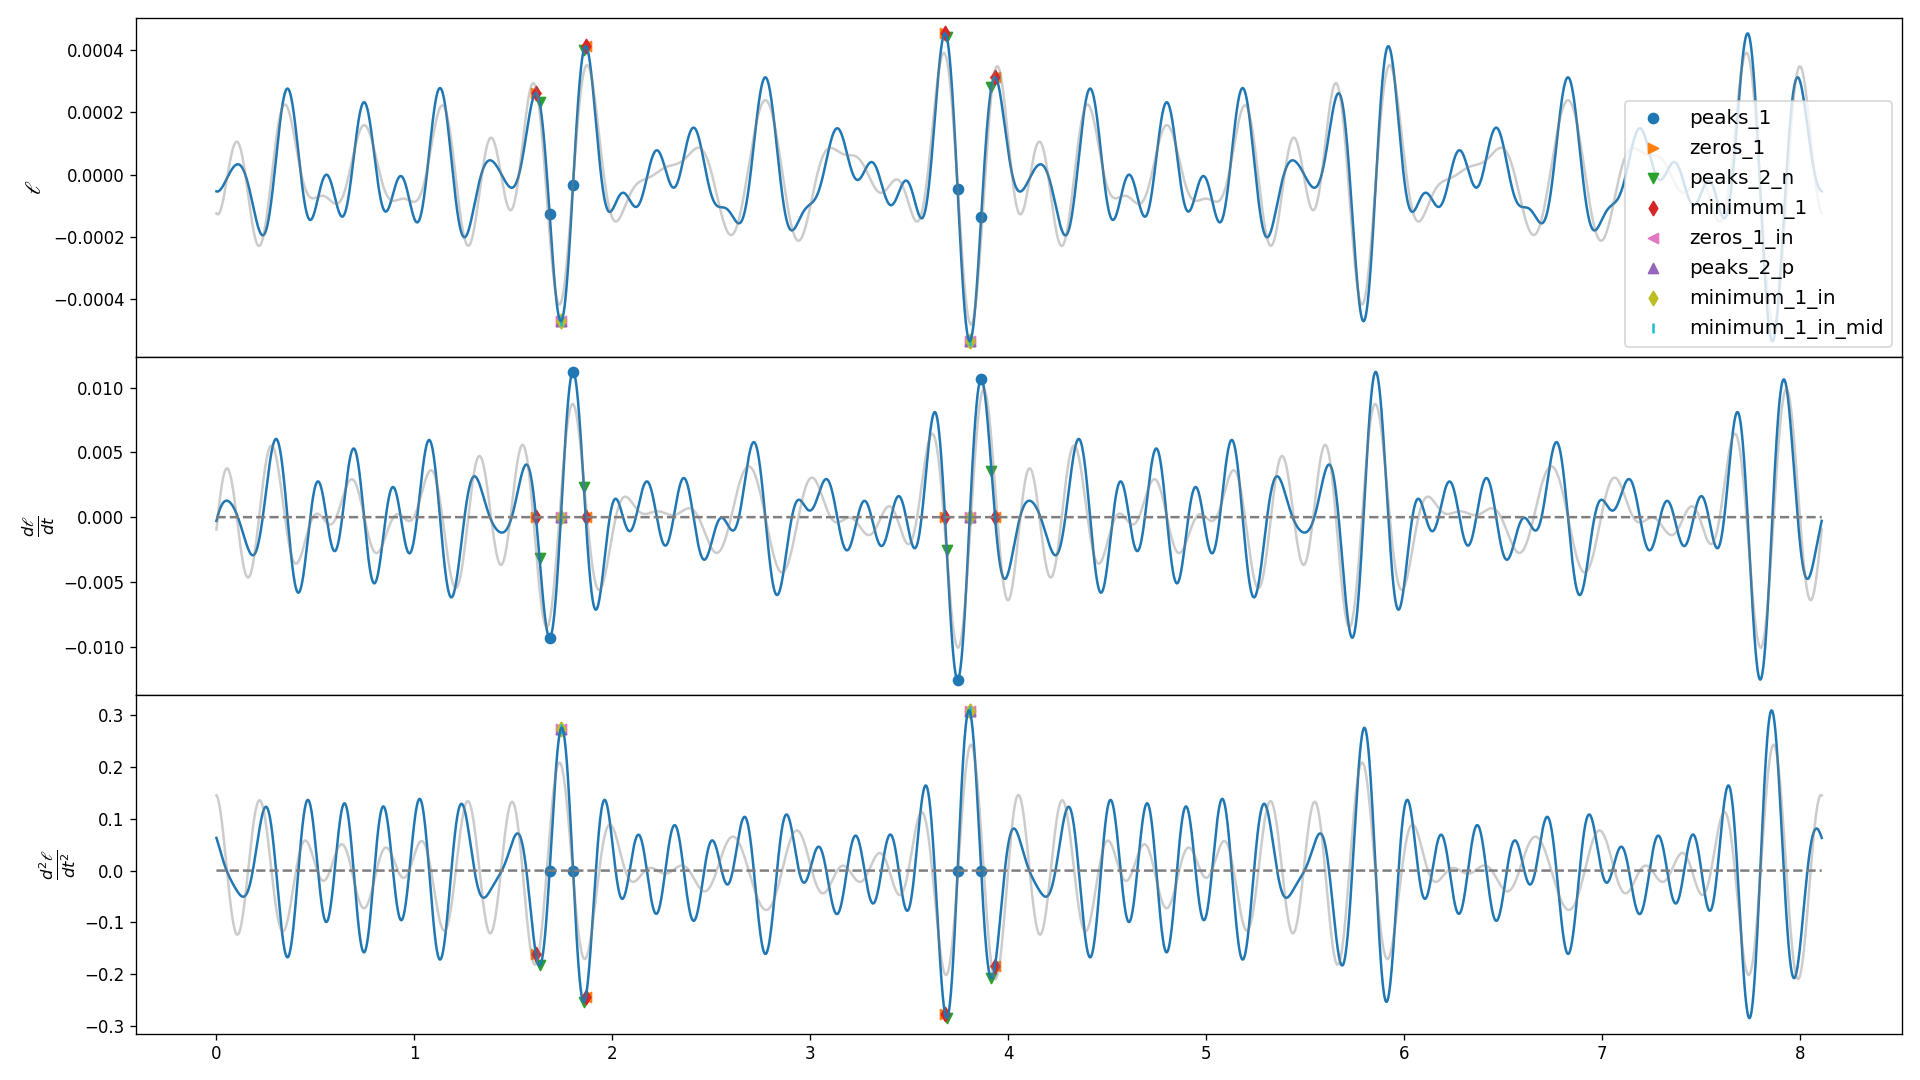 0.0004
0.0002
0.0000
−0.0002
−0.0004
ℓ
peaks_1
zeros_1
peaks_2_n
minimum_1
zeros_1_in
peaks_2_p
minimum_1_in
minimum_1_in_mid
0.010
0.005
0.000
−0.005
−0.010
dℓ/dt
0.3
0.2
0.1
0.0
−0.1
−0.2
−0.3
d²ℓ/dt²
0 1 2 3 4 5 6 7 8